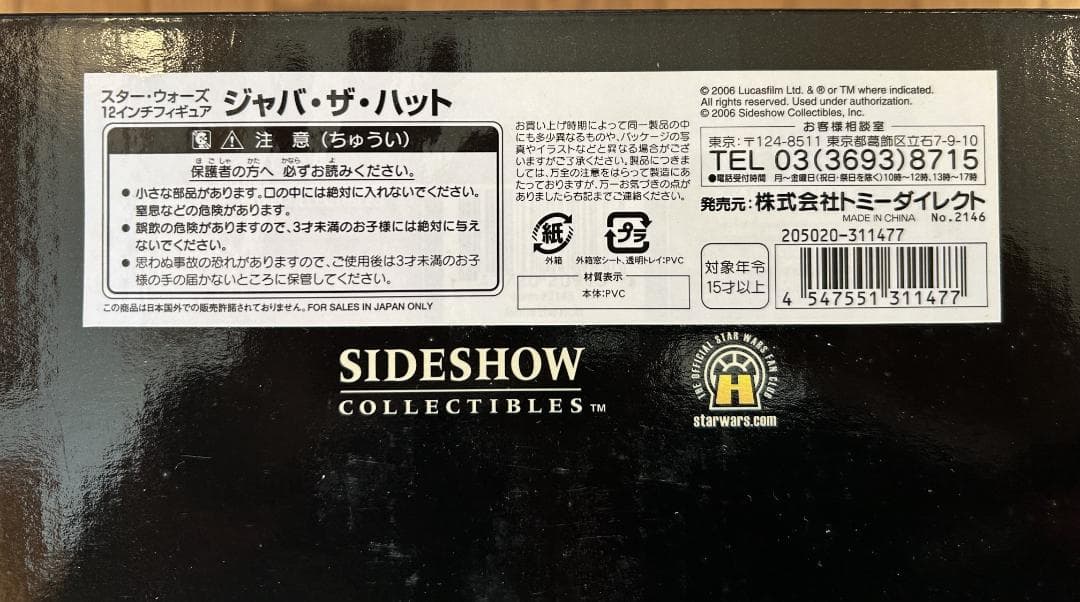 スター・ウォーズ
12インチフィギュア
ジャバ・ザ・ハット
注 意 (ちゅうい)
ほ ご しゃ かた かなら よ
保護者の方へ 必ずお読みください。
● 小さな部品があります。口の中には絶対に入れないでください。
窒息などの危険があります。
● 誤飲の危険がありますので、3才未満のお子様には絶対に与え
ないでください。
● 思わぬ事故の恐れがありますので、ご使用後は3才未満のお子
様の手の届かないところに保管してください。
この商品は日本国外での販売許諾されておりません。FOR SALES IN JAPAN ONLY
お買い上げ時期によって同一製品の中
にも多少異なるものや、パッケージの写
真やイラストなどと異なる場合がござ
いますがご了承ください。製品につきま
しては、万全の注意をはらって製造にあ
たっておりますが、万一お気づきの点が
ありましたら右記までご連絡ください。
紙
外箱
プラ
外箱窓シート、透明トレイ:PVC
材質表示
本体:PVC
© 2006 Lucasfilm Ltd. & ® or TM where indicated.
All rights reserved. Used under authorization.
© 2006 Sideshow Collectibles, Inc.
お客様相談室
東京:〒124-8511 東京都葛飾区立石7-9-10
TEL 03(3693)8715
●電話受付時間 月~金曜日(祝日・祭日を除く)10時~12時、13時~17時
発売元:株式会社トミーダイレクト
MADE IN CHINA No.2146
205020-311477
対象年令
15才以上
4 547551 311477
SIDESHOW
COLLECTIBLES TM
THE OFFICIAL STAR WARS FAN CLUB
H
starwars.com